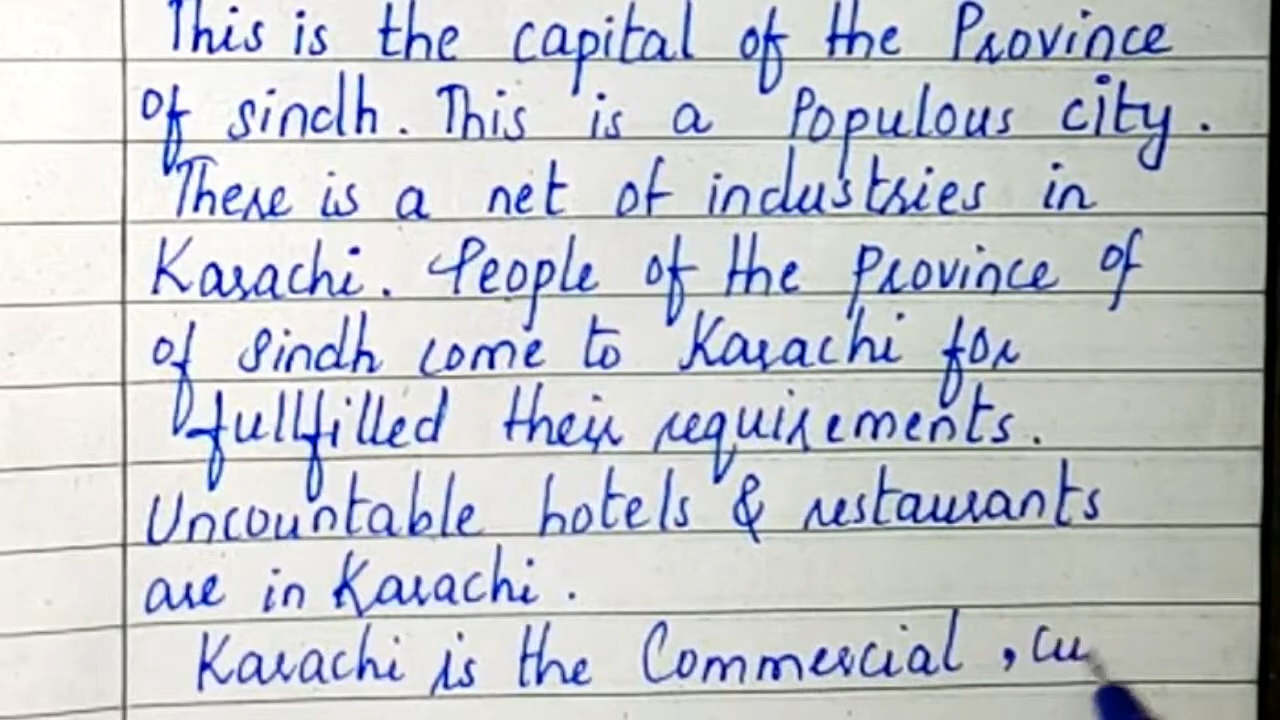 This is the capital of the Province
Of sindh. This is a Populous city.
There is a net of industries in
Karachi. People of the province of
of Sindh come to Karachi for
fullfilled their requirements.
Uncountable hotels & restaurants
are in Karachi.
Karachi is the Commercial, cu